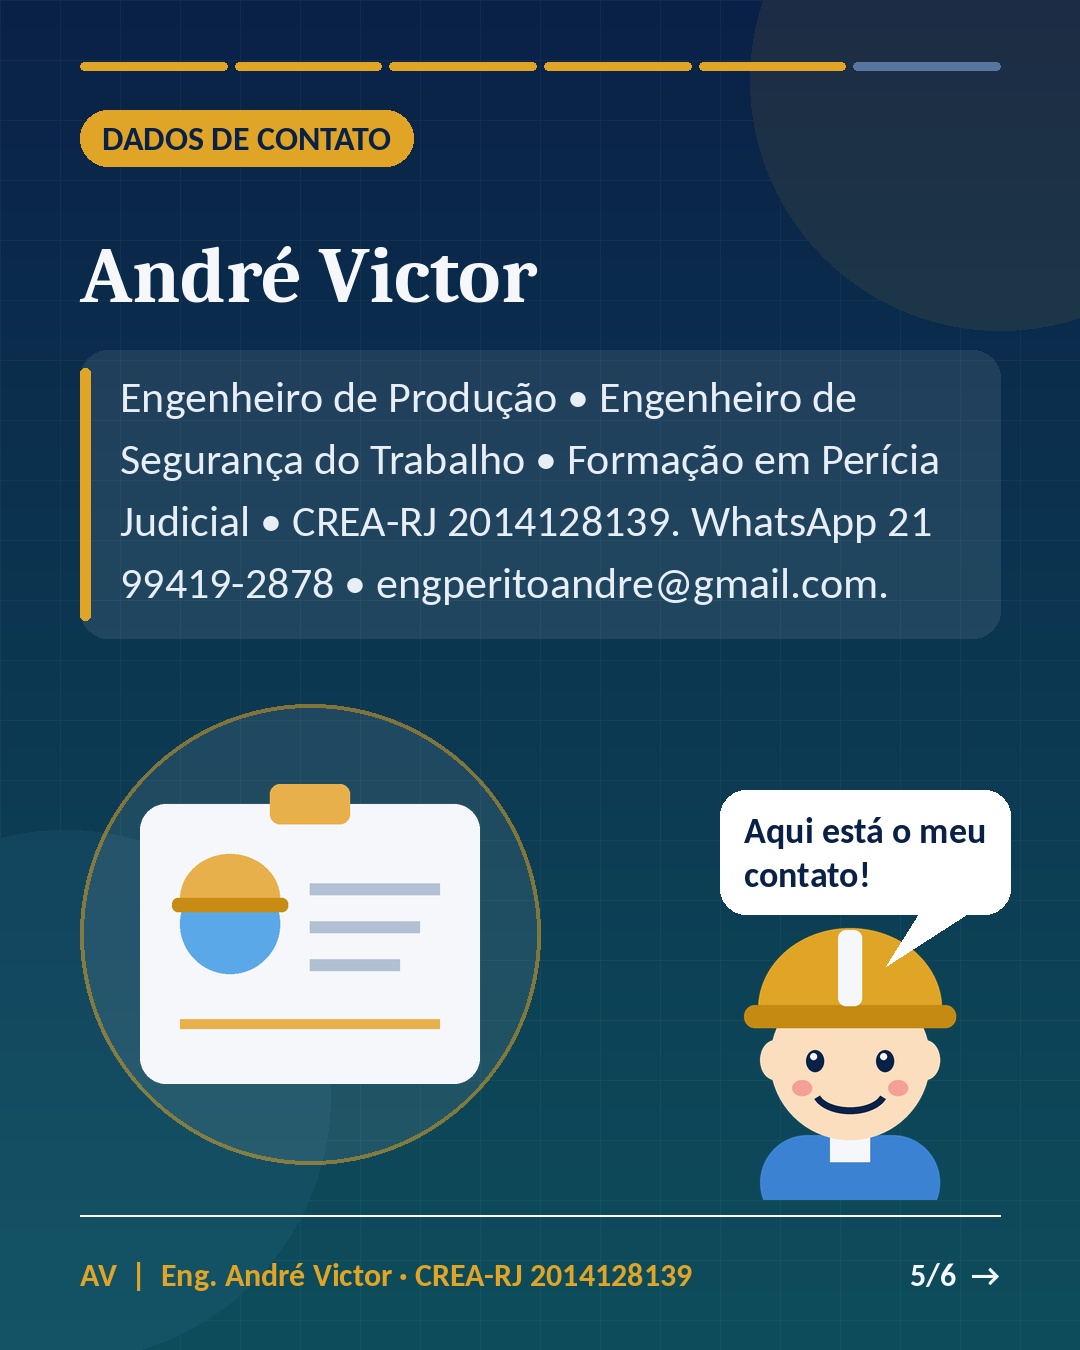 DADOS DE CONTATO
André Victor
Engenheiro de Produção • Engenheiro de
Segurança do Trabalho • Formação em Perícia
Judicial • CREA-RJ 2014128139. WhatsApp 21
99419-2878 • engperitoandre@gmail.com.
Aqui está o meu
contato!
AV | Eng. André Victor · CREA-RJ 2014128139
5/6 →